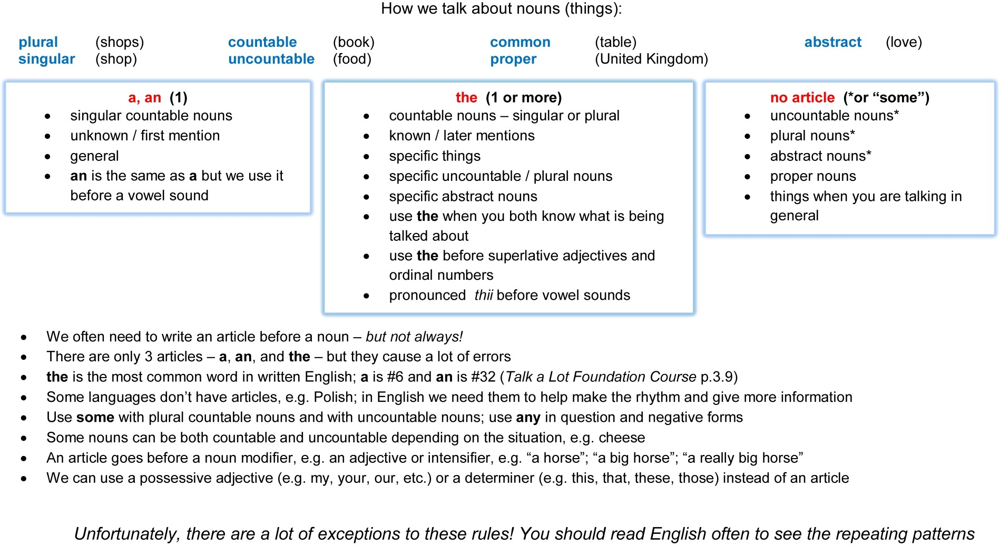 How we talk about nouns (things):
plural (shops) countable (book) common (table) abstract (love)
singular (shop) uncountable (food) proper (United Kingdom)
a, an (1)
• singular countable nouns
• unknown / first mention
• general
• an is the same as a but we use it
before a vowel sound
the (1 or more)
• countable nouns – singular or plural
• known / later mentions
• specific things
• specific uncountable / plural nouns
• specific abstract nouns
• use the when you both know what is being
talked about
• use the before superlative adjectives and
ordinal numbers
• pronounced thii before vowel sounds
no article (*or “some”)
• uncountable nouns*
• plural nouns*
• abstract nouns*
• proper nouns
• things when you are talking in
general
• We often need to write an article before a noun – but not always!
• There are only 3 articles – a, an, and the – but they cause a lot of errors
• the is the most common word in written English; a is #6 and an is #32 (Talk a Lot Foundation Course p.3.9)
• Some languages don’t have articles, e.g. Polish; in English we need them to help make the rhythm and give more information
• Use some with plural countable nouns and with uncountable nouns; use any in question and negative forms
• Some nouns can be both countable and uncountable depending on the situation, e.g. cheese
• An article goes before a noun modifier, e.g. an adjective or intensifier, e.g. “a horse”; “a big horse”; “a really big horse”
• We can use a possessive adjective (e.g. my, your, our, etc.) or a determiner (e.g. this, that, these, those) instead of an article
Unfortunately, there are a lot of exceptions to these rules! You should read English often to see the repeating patterns